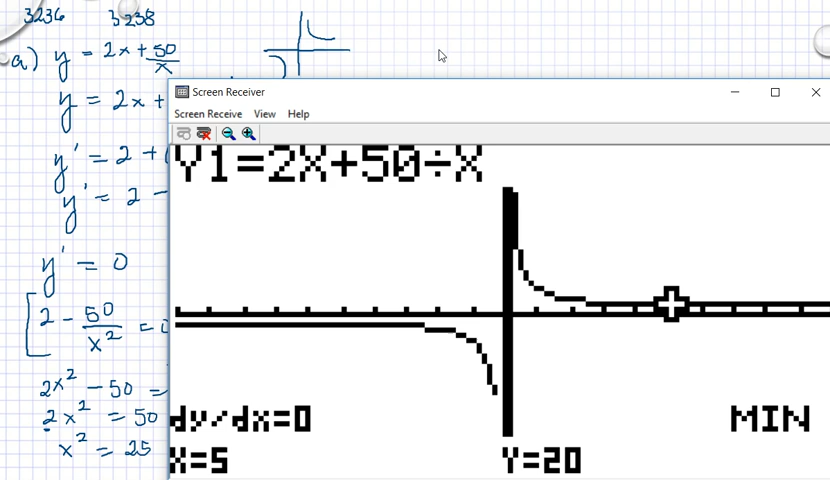 3236 3238
a) y = 2x + 50/x
Screen Receiver
y = 2x +
Screen Receive View Help
Y1=2X+50÷X
y' = 2 +
y' = 2 -
y' = 0
2 - 50/x² = 0
2x² - 50 =
dy/dx=0 MIN
2x² = 50
x² = 25
X=5 Y=20